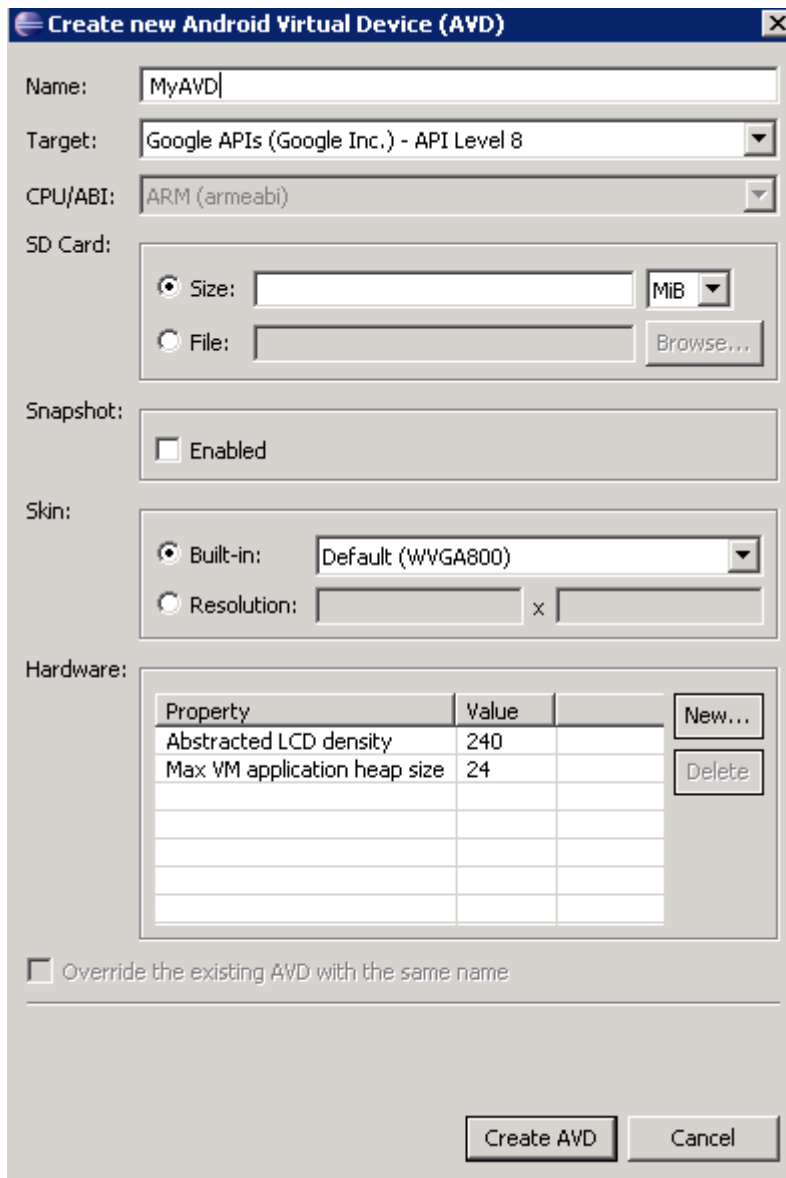 Create new Android Virtual Device (AVD)
Name: MyAVD
Target: Google APIs (Google Inc.) - API Level 8
CPU/ABI: ARM (armeabi)
SD Card:
Size: MiB
File: Browse...
Snapshot:
Enabled
Skin:
Built-in: Default (WVGA800)
Resolution: x
Hardware:
Property Value New...
Abstracted LCD density 240
Max VM application heap size 24 Delete
Override the existing AVD with the same name
Create AVD Cancel